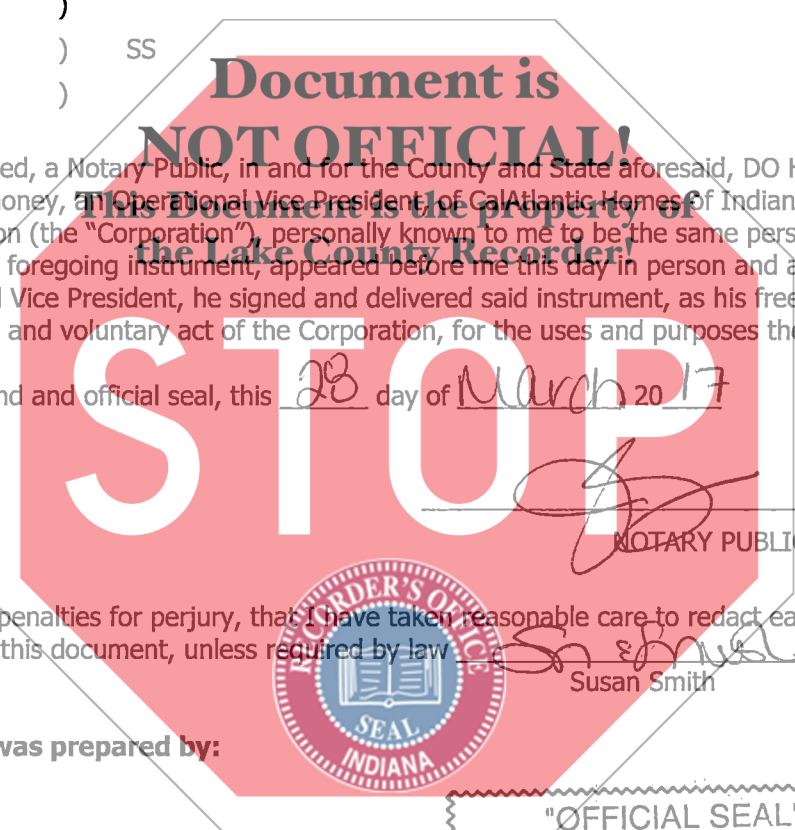 )
) SS
)
Document is
NOT OFFICIAL!
ed, a Notary Public, in and for the County and State aforesaid, DO H
oney, an Operational Vice President, of CalAtlantic Homes of Indian
This Document is the property of
on (the “Corporation”), personally known to me to be the same pers
the Lake County Recorder!
foregoing instrument, appeared before me this day in person and a
l Vice President, he signed and delivered said instrument, as his free
and voluntary act of the Corporation, for the uses and purposes the
STOP
nd and official seal, this 28 day of March 20 17
NOTARY PUBLIC
penalties for perjury, that I have taken reasonable care to redact ea
this document, unless required by law
Susan Smith
RECORDER'S OFFICE
SEAL
INDIANA
was prepared by:
"OFFICIAL SEAL"